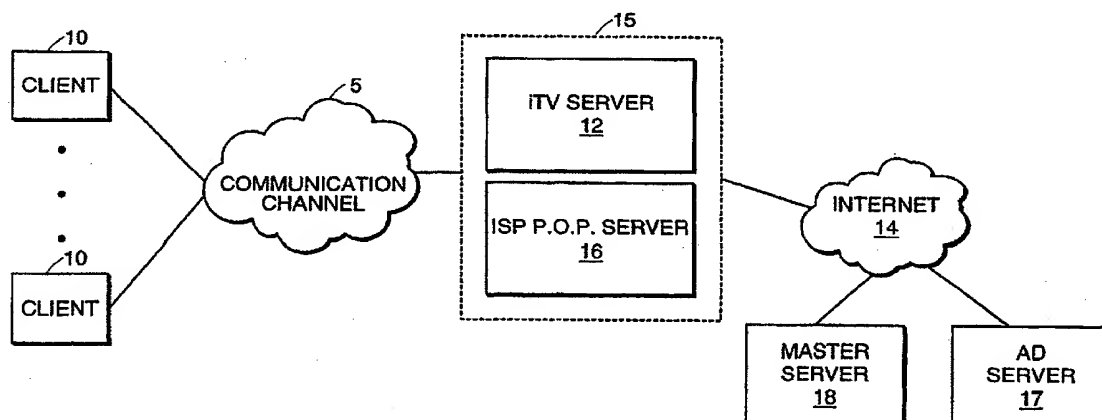 10
CLIENT
10
CLIENT
5
COMMUNICATION
CHANNEL
15
iTV SERVER
12
ISP P.O.P. SERVER
16
INTERNET
14
MASTER
SERVER
18
AD
SERVER
17